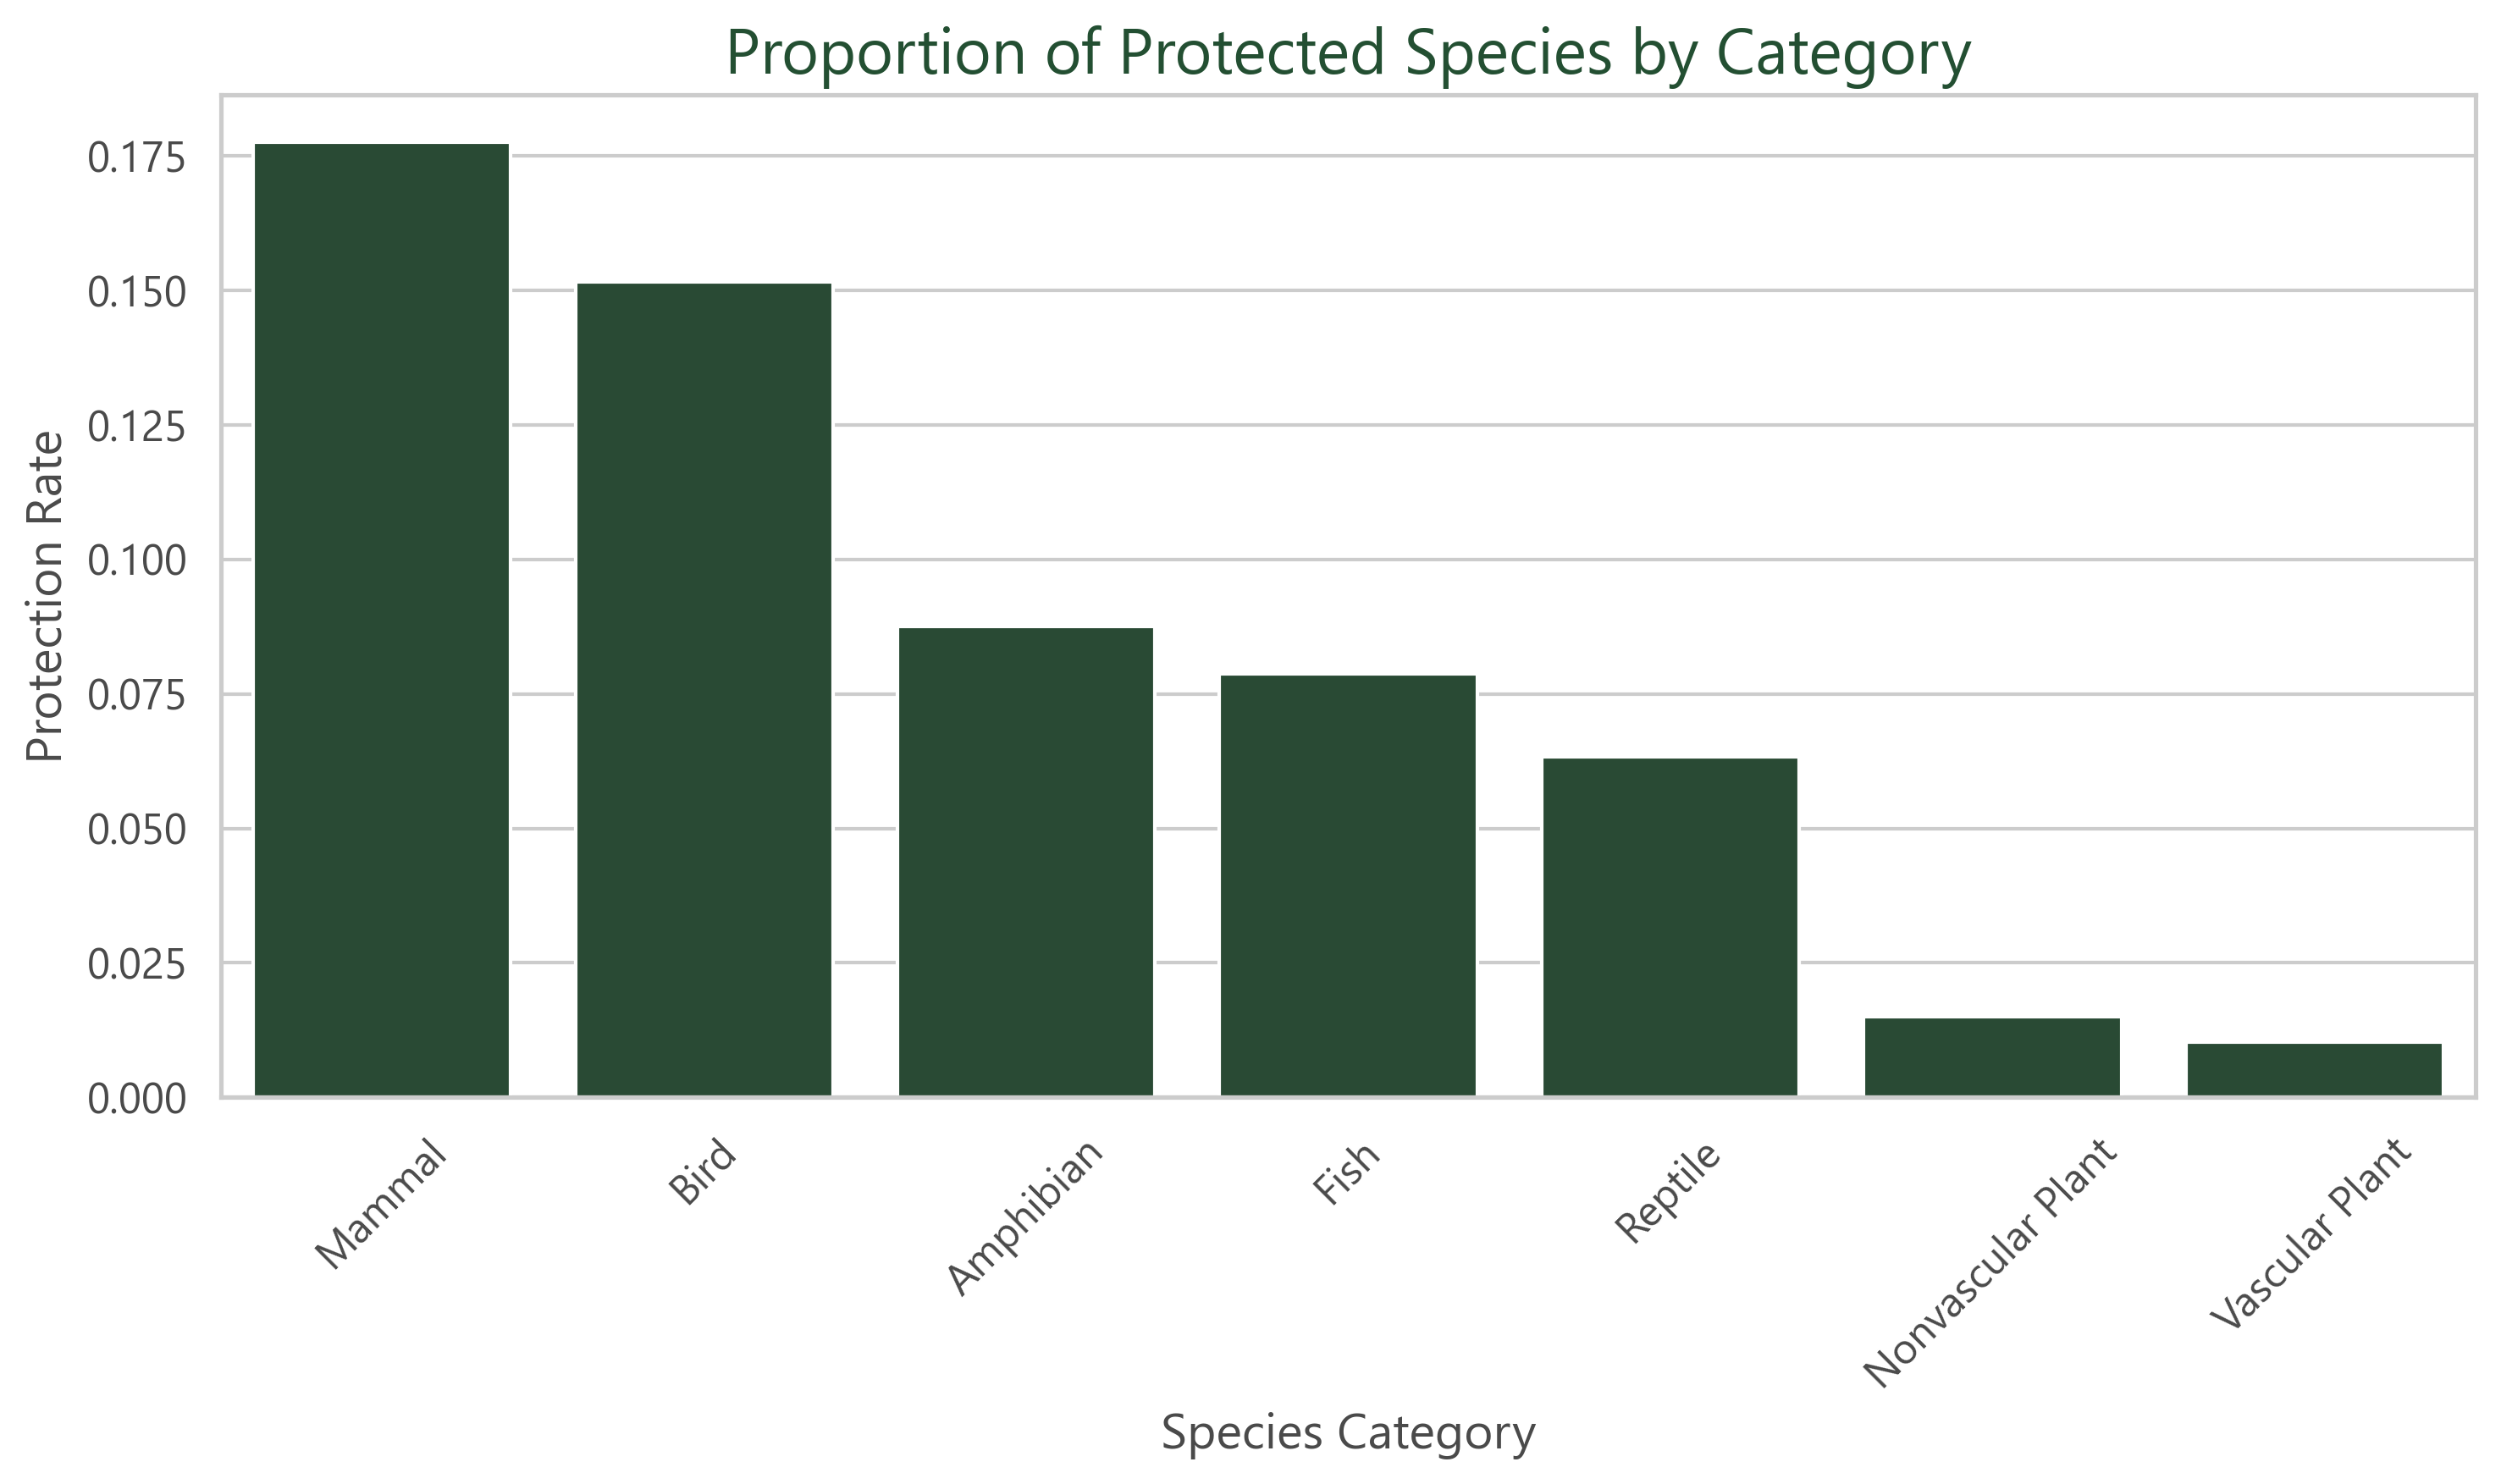 Proportion of Protected Species by Category
Protection Rate
0.175
0.150
0.125
0.100
0.075
0.050
0.025
0.000
Mammal
Bird
Amphibian
Fish
Reptile
Nonvascular Plant
Vascular Plant
Species Category